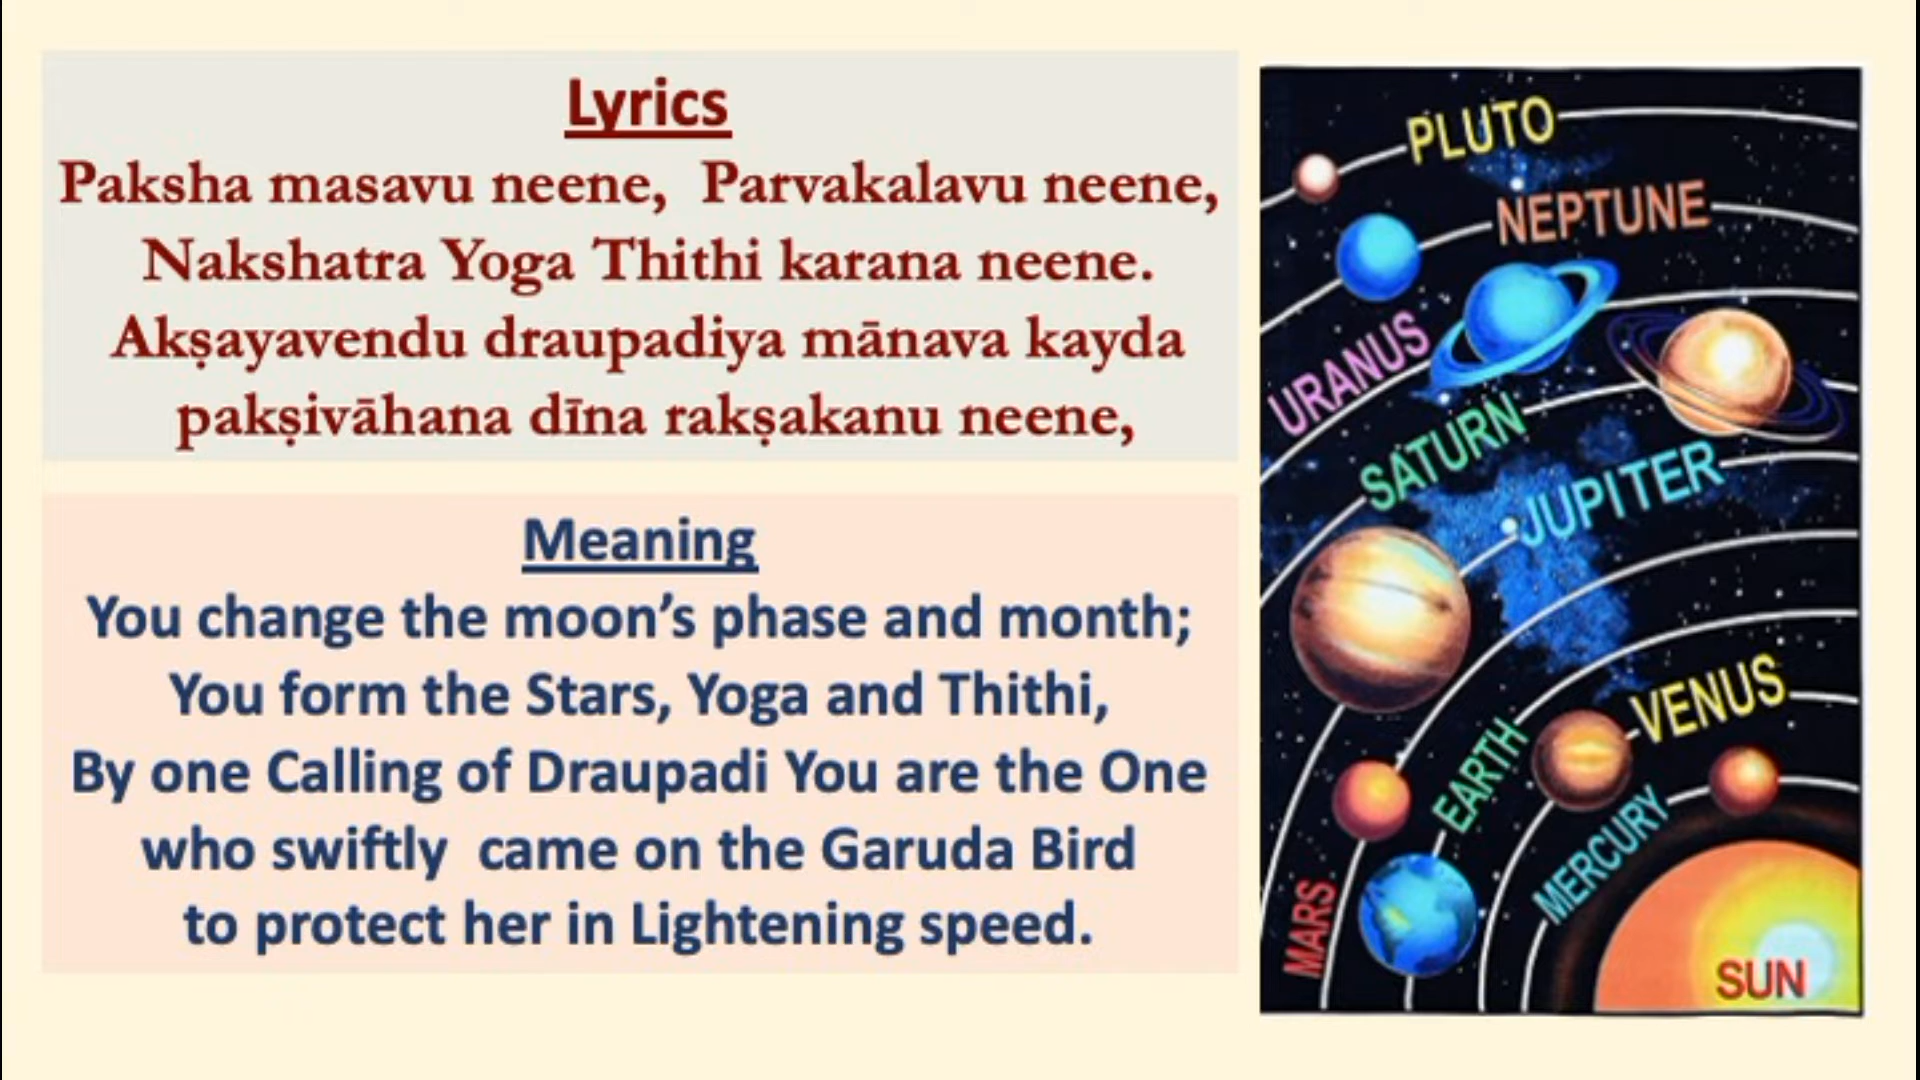 Lyrics
Paksha masavu neene, Parvakalavu neene,
Nakshatra Yoga Thithi karana neene.
Akṣayavendu draupadiya mānava kayda
pakṣivāhana dīna rakṣakanu neene,
Meaning
You change the moon’s phase and month;
You form the Stars, Yoga and Thithi,
By one Calling of Draupadi You are the One
who swiftly came on the Garuda Bird
to protect her in Lightening speed.
PLUTO
NEPTUNE
URANUS
SATURN
JUPITER
VENUS
EARTH
MERCURY
MARS
SUN